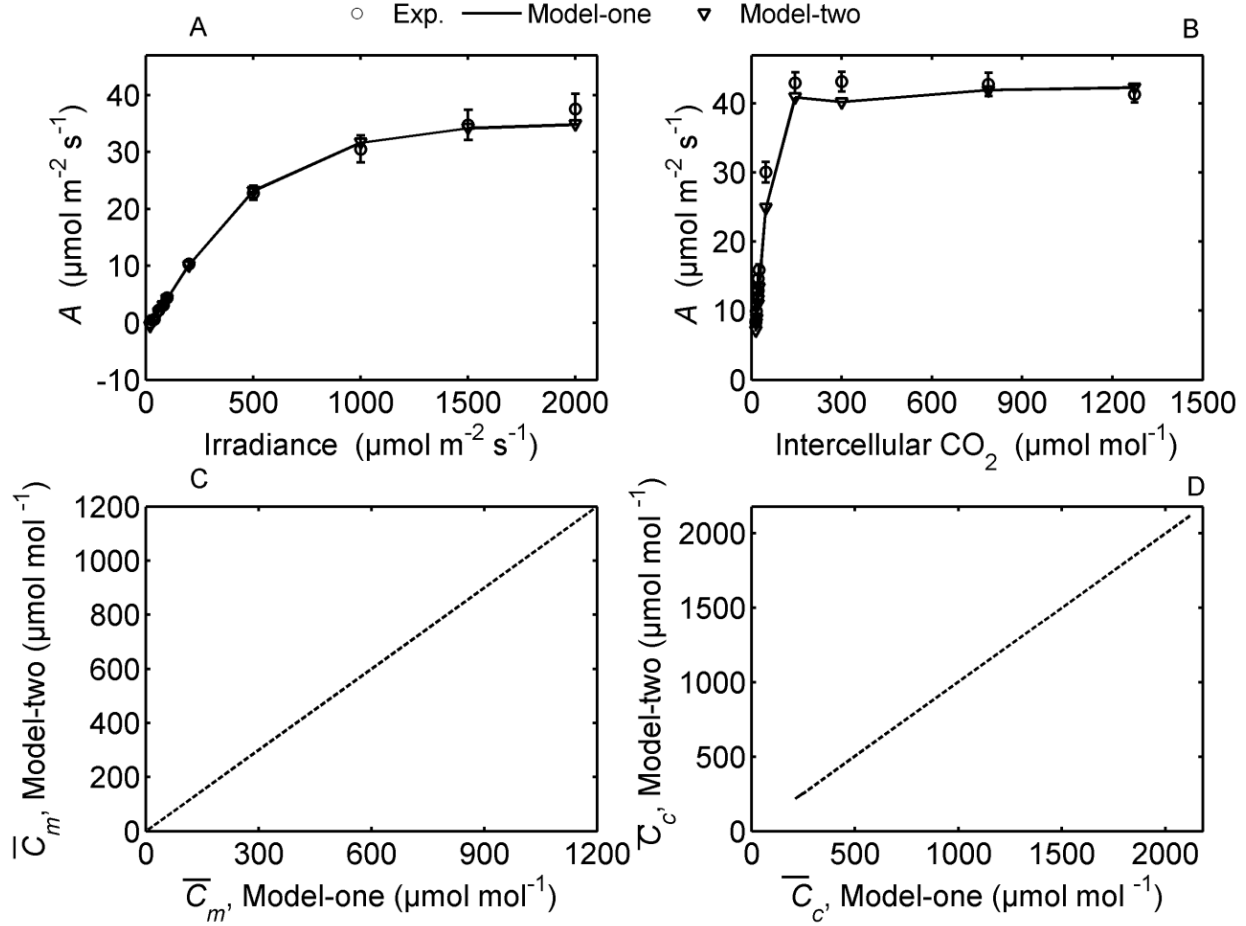 Exp. Model-one Model-two
A
B
40
30
20
10
0
-10
A (µmol m⁻² s⁻¹)
0 500 1000 1500 2000
Irradiance (µmol m⁻² s⁻¹)
40
30
20
10
0
A (µmol m⁻² s⁻¹)
0 300 600 900 1200 1500
Intercellular CO₂ (µmol mol⁻¹)
C
D
1200
1000
800
600
400
200
0
C̅ₘ, Model-two (µmol mol⁻¹)
0 300 600 900 1200
C̅ₘ, Model-one (µmol mol⁻¹)
2000
1500
1000
500
0
C̅_c, Model-two (µmol mol⁻¹)
0 500 1000 1500 2000
C̅_c, Model-one (µmol mol⁻¹)